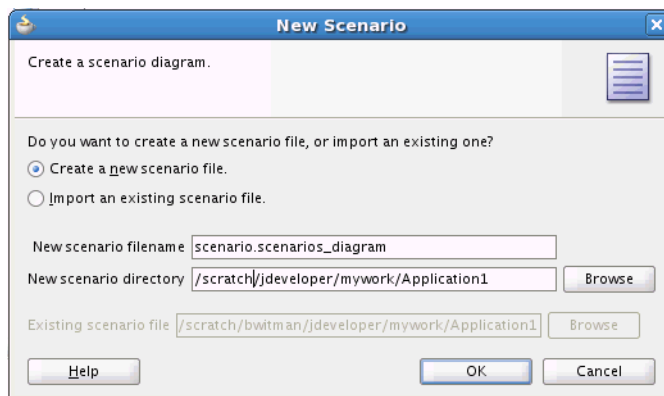 New Scenario
Create a scenario diagram.
Do you want to create a new scenario file, or import an existing one?
Create a new scenario file.
Import an existing scenario file.
New scenario filename scenario.scenarios_diagram
New scenario directory /scratch/jdeveloper/mywork/Application1 Browse
Existing scenario file /scratch/bwitman/jdeveloper/mywork/Application1 Browse
Help OK Cancel